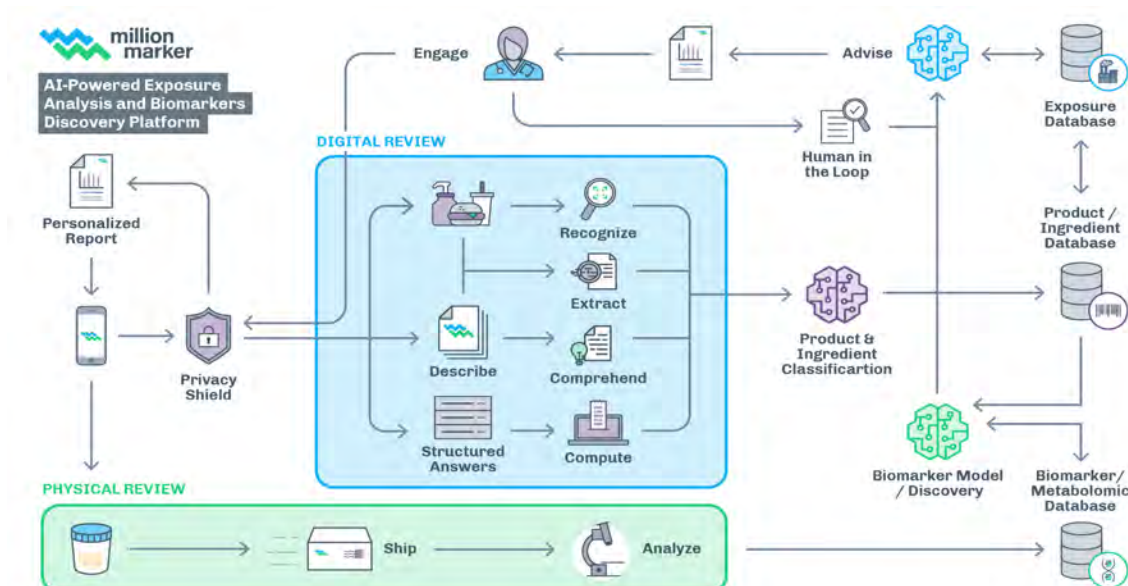 million
marker
AI-Powered Exposure
Analysis and Biomarkers
Discovery Platform
Engage
Advise
Exposure
Database
Human in
the Loop
DIGITAL REVIEW
Personalized
Report
Recognize
Product /
Ingredient
Database
Extract
Privacy
Shield
Describe
Comprehend
Product &
Ingredient
Classificartion
Structured
Answers
Compute
Biomarker Model
/ Discovery
Biomarker/
Metabolomic
Database
PHYSICAL REVIEW
Ship
Analyze